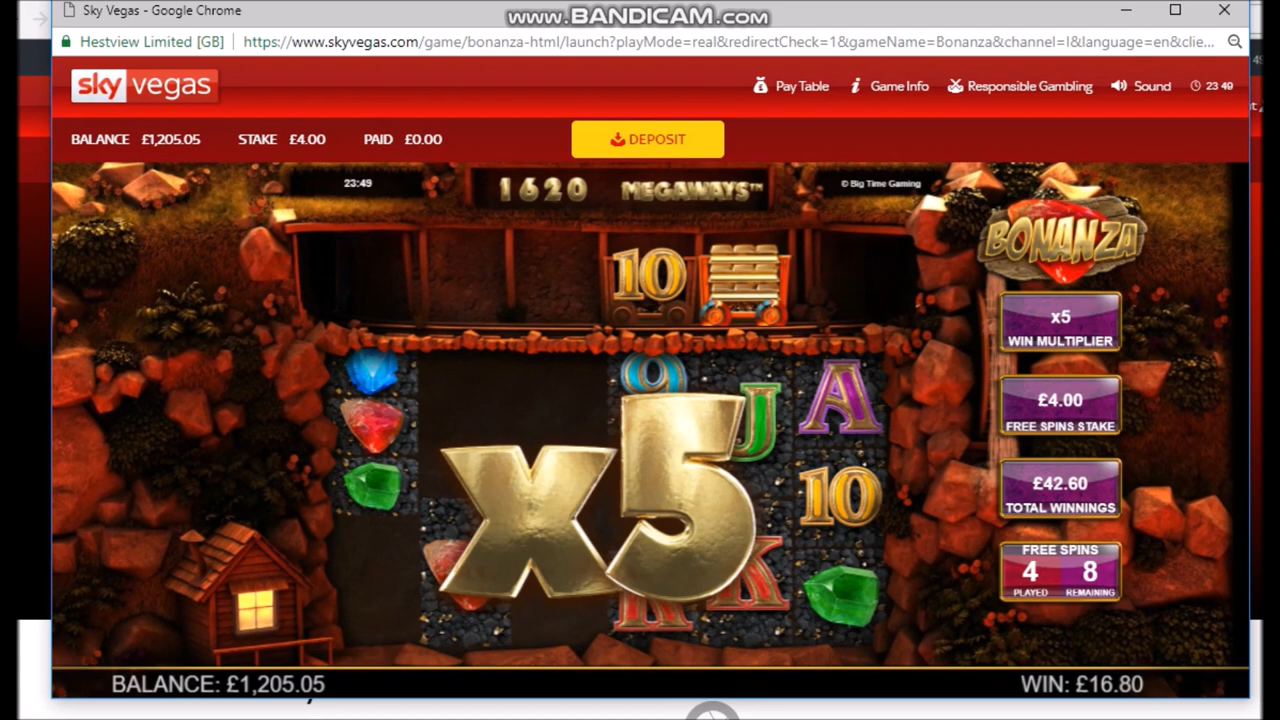 Sky Vegas - Google Chrome
www.BANDICAM.com
Hestview Limited [GB] https://www.skyvegas.com/game/bonanza-html/launch?playMode=real&redirectCheck=1&gameName=Bonanza&channel=I&language=en&clie...
sky vegas
Pay Table Game Info Responsible Gambling Sound 23 49
BALANCE £1,205.05 STAKE £4.00 PAID £0.00 DEPOSIT
23:49 1620 MEGAWAYS™ © Big Time Gaming
BONANZA
10
x5
WIN MULTIPLIER
Q
J A
£4.00
FREE SPINS STAKE
x5
10
£42.60
TOTAL WINNINGS
FREE SPINS
4 8
PLAYED REMAINING
K K
BALANCE: £1,205.05 WIN: £16.80